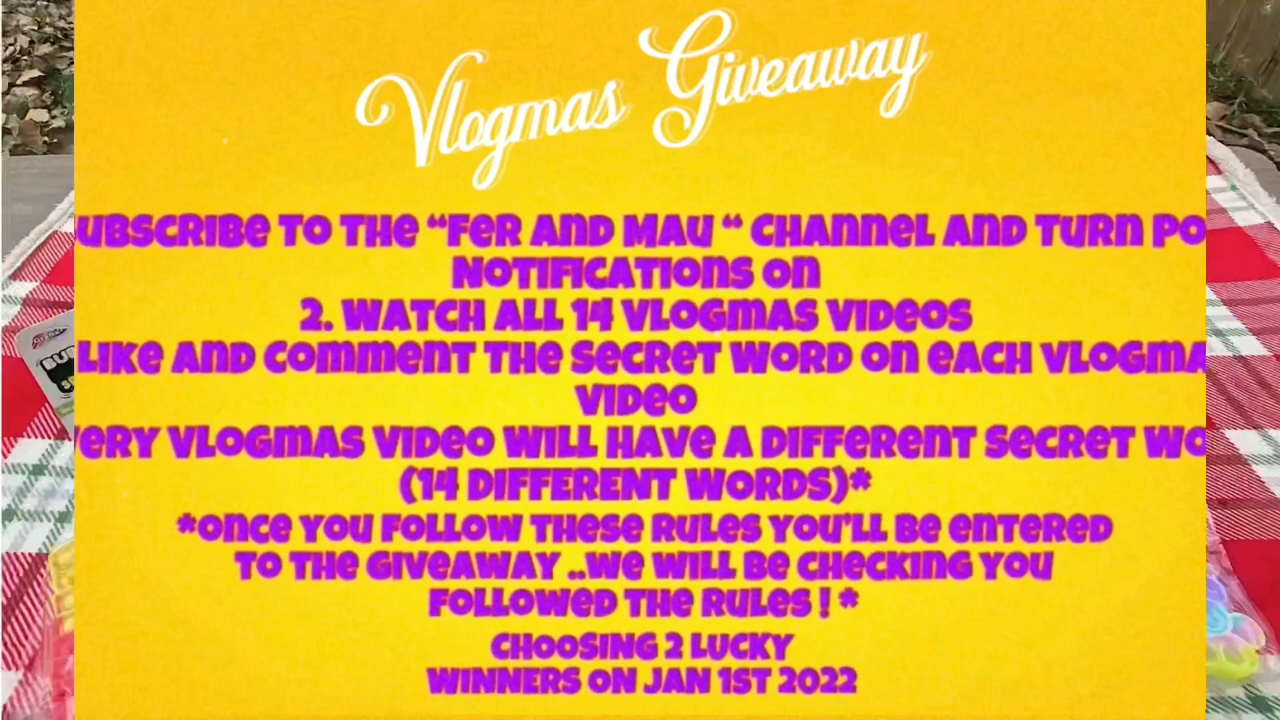 Vlogmas Giveaway
UBSCRIBE TO THE “FER AND MAU “ CHANNEL AND TURN PO
NOTIFICATIONS ON
2. WATCH ALL 14 VLOGMAS VIDEOS
LIKE AND COMMENT THE SECRET WORD ON EACH VLOGMA
VIDEO
ERY VLOGMAS VIDEO WILL HAVE A DIFFERENT SECRET WO
(14 DIFFERENT WORDS)*
*ONCE YOU FOLLOW THESE RULES YOU'LL BE ENTERED
TO THE GIVEAWAY ..WE WILL BE CHECKING YOU
FOLLOWED THE RULES ! *
CHOOSING 2 LUCKY
WINNERS ON JAN 1ST 2022